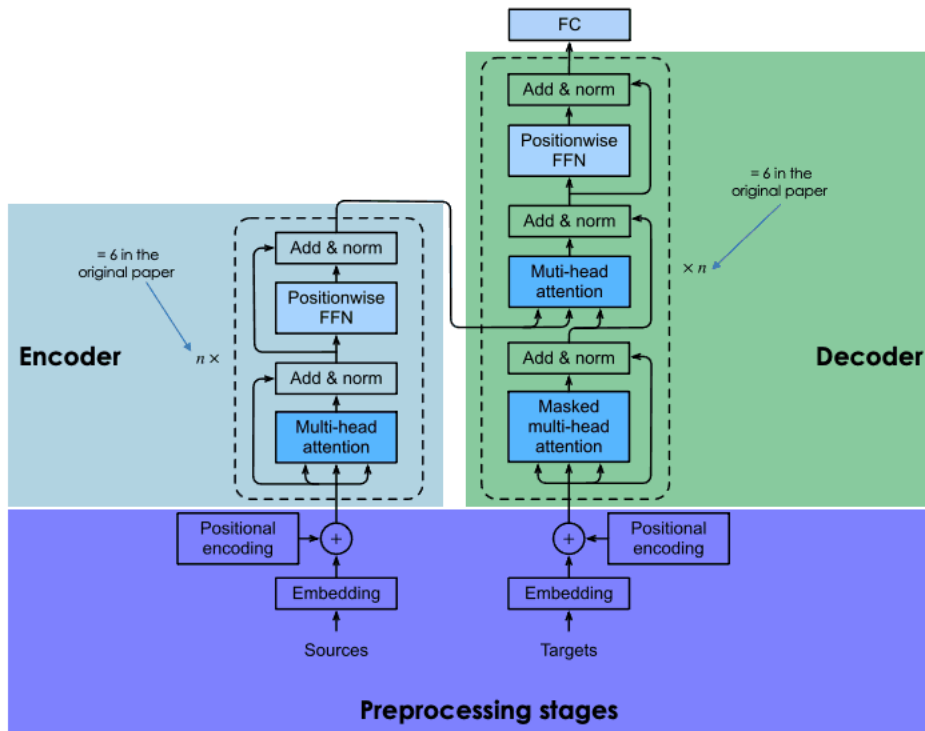 FC
Add & norm
Positionwise
FFN
= 6 in the
original paper
Add & norm
Muti-head
attention
× n
Add & norm
Masked
multi-head
attention
Decoder
= 6 in the
original paper
Add & norm
Positionwise
FFN
Encoder
n ×
Add & norm
Multi-head
attention
Positional
encoding
+
Embedding
Sources
+
Positional
encoding
Embedding
Targets
Preprocessing stages